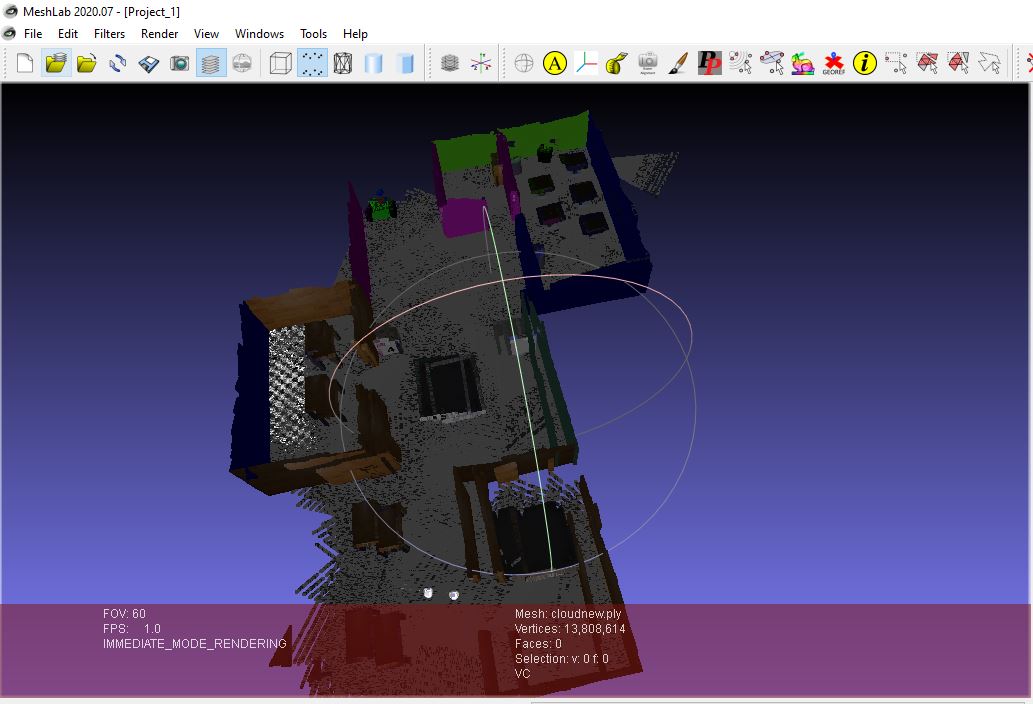 MeshLab 2020.07 - [Project_1]
File Edit Filters Render View Windows Tools Help
A
PP
GEOREF
i
FOV: 60
FPS: 1.0
IMMEDIATE_MODE_RENDERING
Mesh: cloudnew.ply
Vertices: 13,808,614
Faces: 0
Selection: v: 0 f: 0
VC